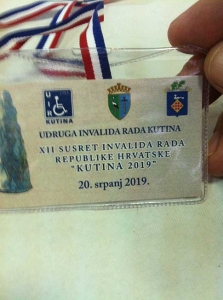 UIR
KUTINA
UDRUGA INVALIDA RADA KUTINA
XII SUSRET INVALIDA RADA
REPUBLIKE HRVATSKE
"KUTINA 2019"
20. srpanj 2019.